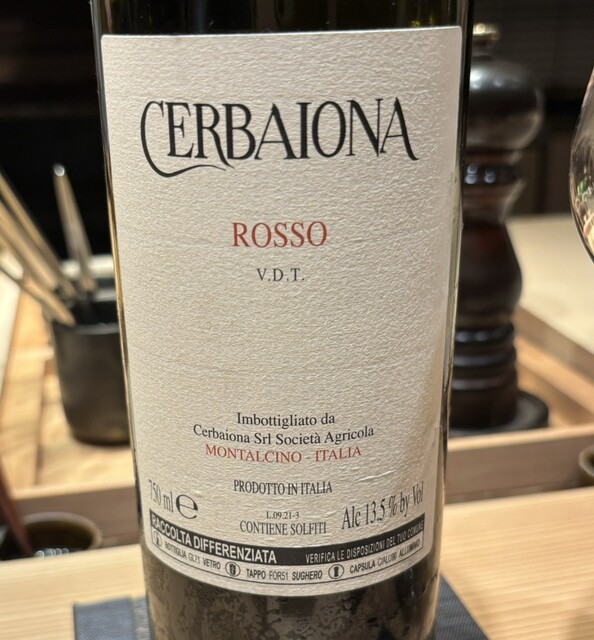 CERBAIONA
ROSSO
V.D.T.
Imbottigliato da
Cerbaiona Srl Società Agricola
MONTALCINO - ITALIA
PRODOTTO IN ITALIA
750 ml e
L.09.21-3
CONTIENE SOLFITI
Alc 13.5 % by Vol
RACCOLTA DIFFERENZIATA
VERIFICA LE DISPOSIZIONI DEL TUO COMUNE
BOTTIGLIA GL71 VETRO TAPPO FOR51 SUGHERO CAPSULA C/ALU90 ALLUMINIO